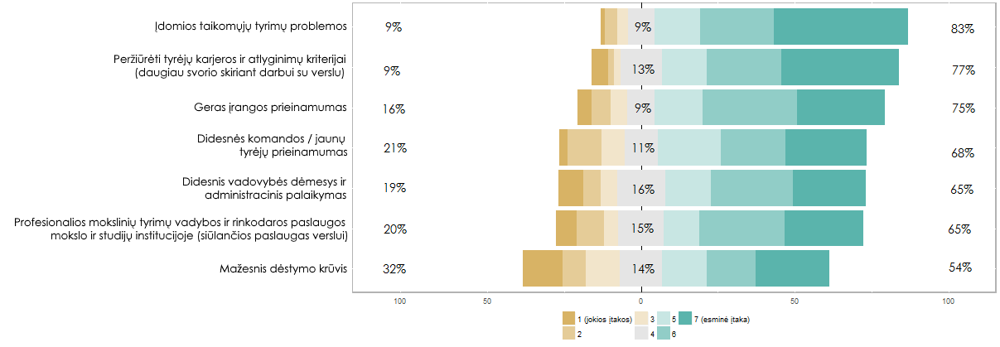 Įdomios taikomųjų tyrimų problemos 9% 9% 83%
Peržiūrėti tyrėjų karjeros ir atlyginimų kriterijai
(daugiau svorio skiriant darbui su verslu) 9% 13% 77%
Geras įrangos prieinamumas 16% 9% 75%
Didesnės komandos / jaunų
tyrėjų prieinamumas 21% 11% 68%
Didesnis vadovybės dėmesys ir
administracinis palaikymas 19% 16% 65%
Profesionalios mokslinių tyrimų vadybos ir rinkodaros paslaugos
mokslo ir studijų institucijoje (siūlančios paslaugas verslui) 20% 15% 65%
Mažesnis dėstymo krūvis 32% 14% 54%
100 50 0 50 100
1 (jokios įtakos) 3 5 7 (esminė įtaka)
2 4 6